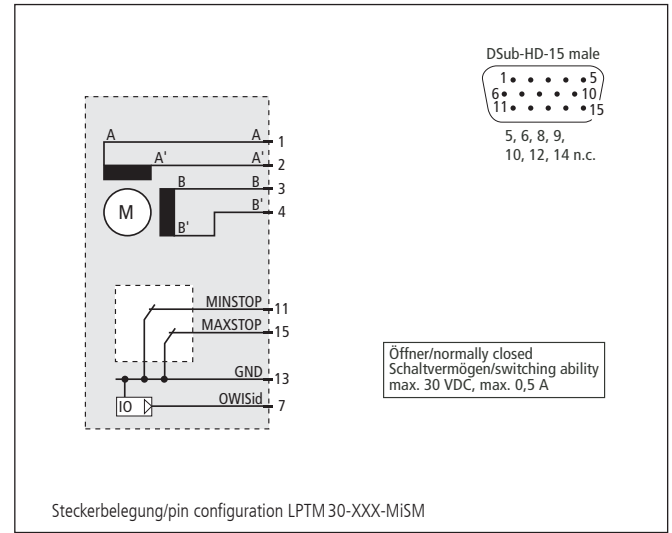 DSub-HD-15 male
1 5
6 10
11 15
5, 6, 8, 9,
10, 12, 14 n.c.
A A 1
A' A' 2
B B 3
M B' 4
B'
MINSTOP 11
MAXSTOP 15
GND 13
IO OWISid 7
Öffner/normally closed
Schaltvermögen/switching ability
max. 30 VDC, max. 0,5 A
Steckerbelegung/pin configuration LPTM 30-XXX-MiSM